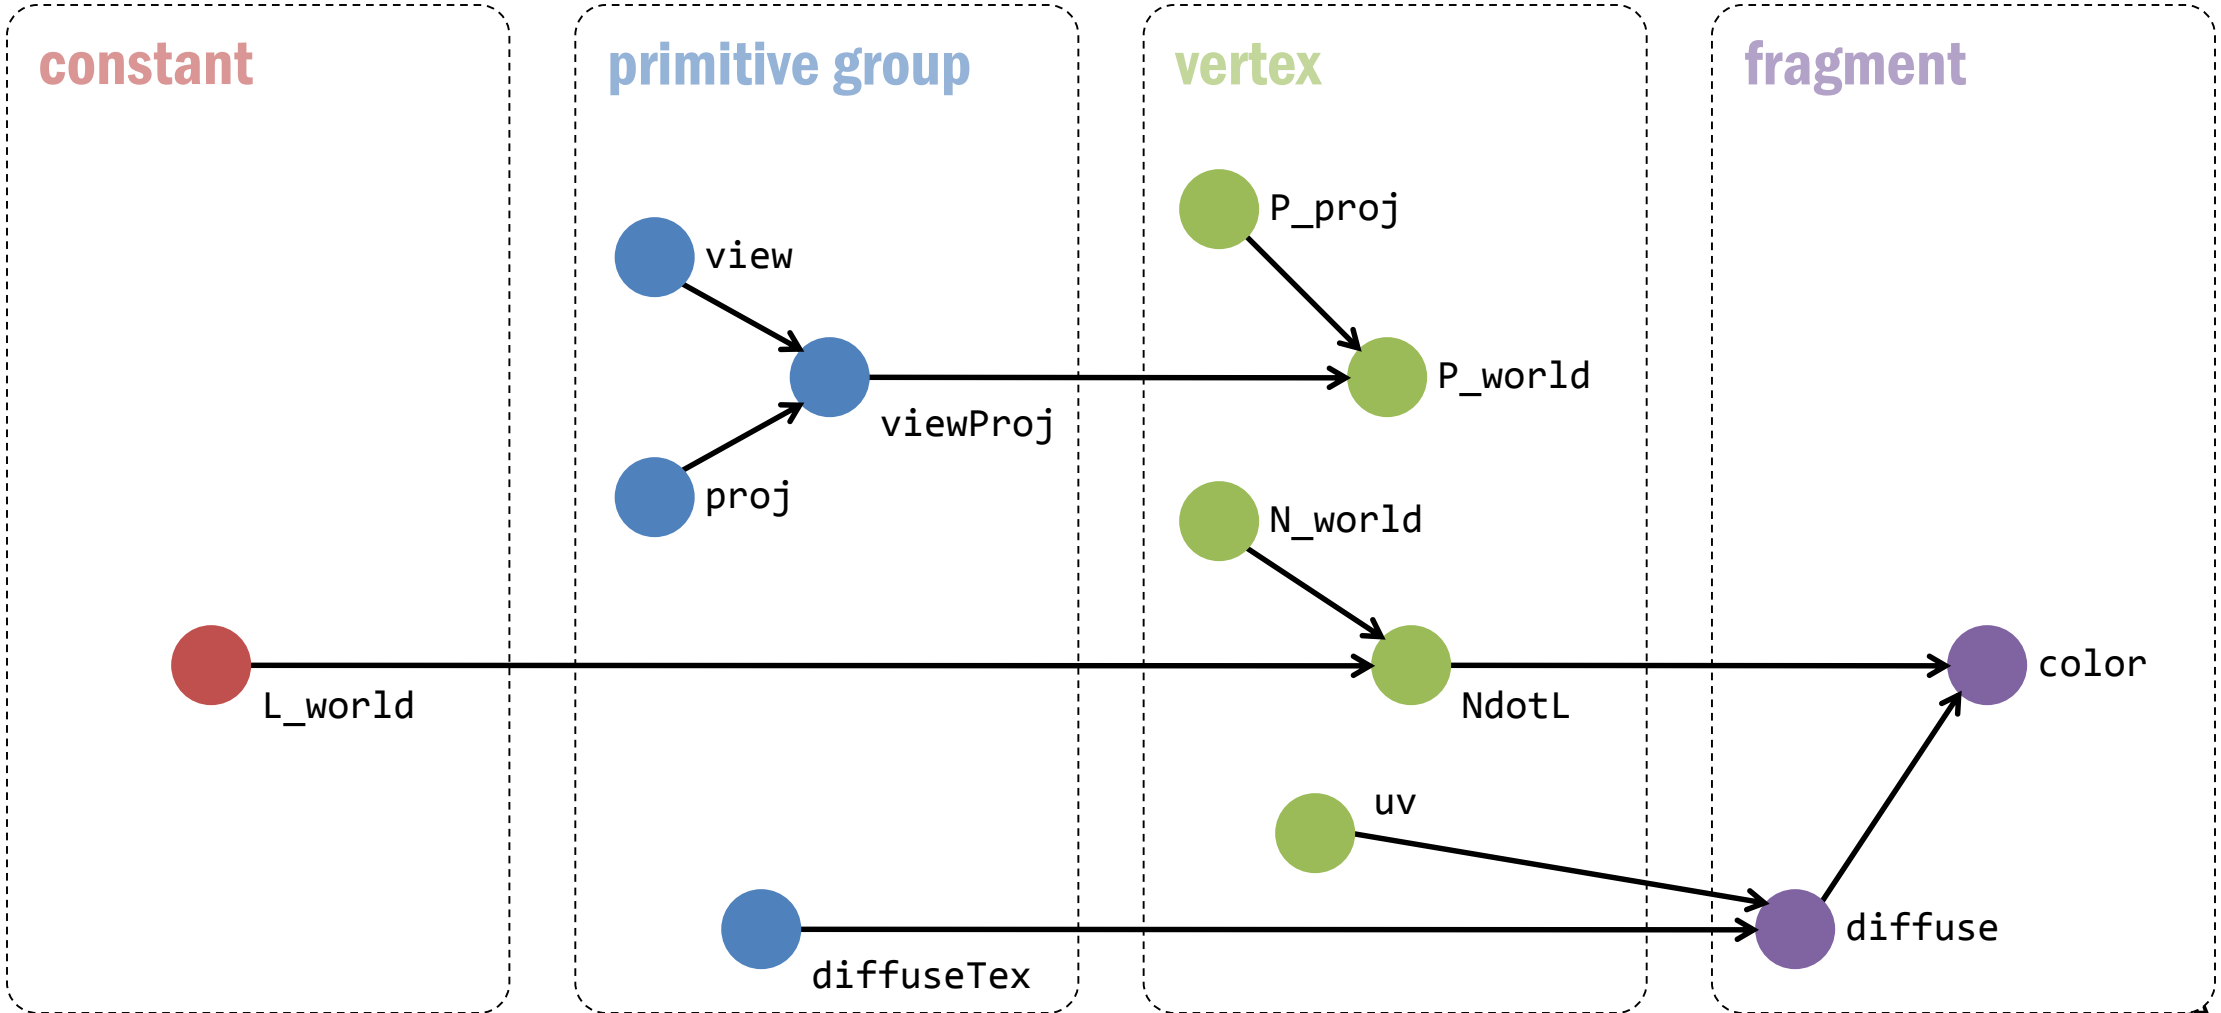 constant
primitive group
vertex
fragment
P_proj
view
P_world
viewProj
proj
N_world
L_world
NdotL
color
uv
diffuse
diffuseTex